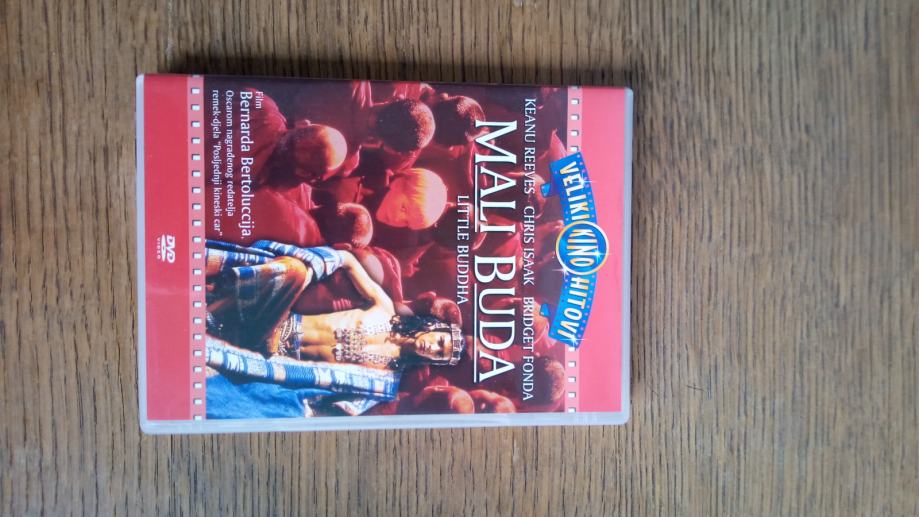 VELIKI KINO HITOVI
KEANU REEVES CHRIS ISAAK BRIDGET FONDA
MALI BUDA
LITTLE BUDDHA
Film
Bernarda Bertoluccija,
Oscarom nagrađenog redatelja
remek-djela "Posljednji kineski car"
DVD
VIDEO